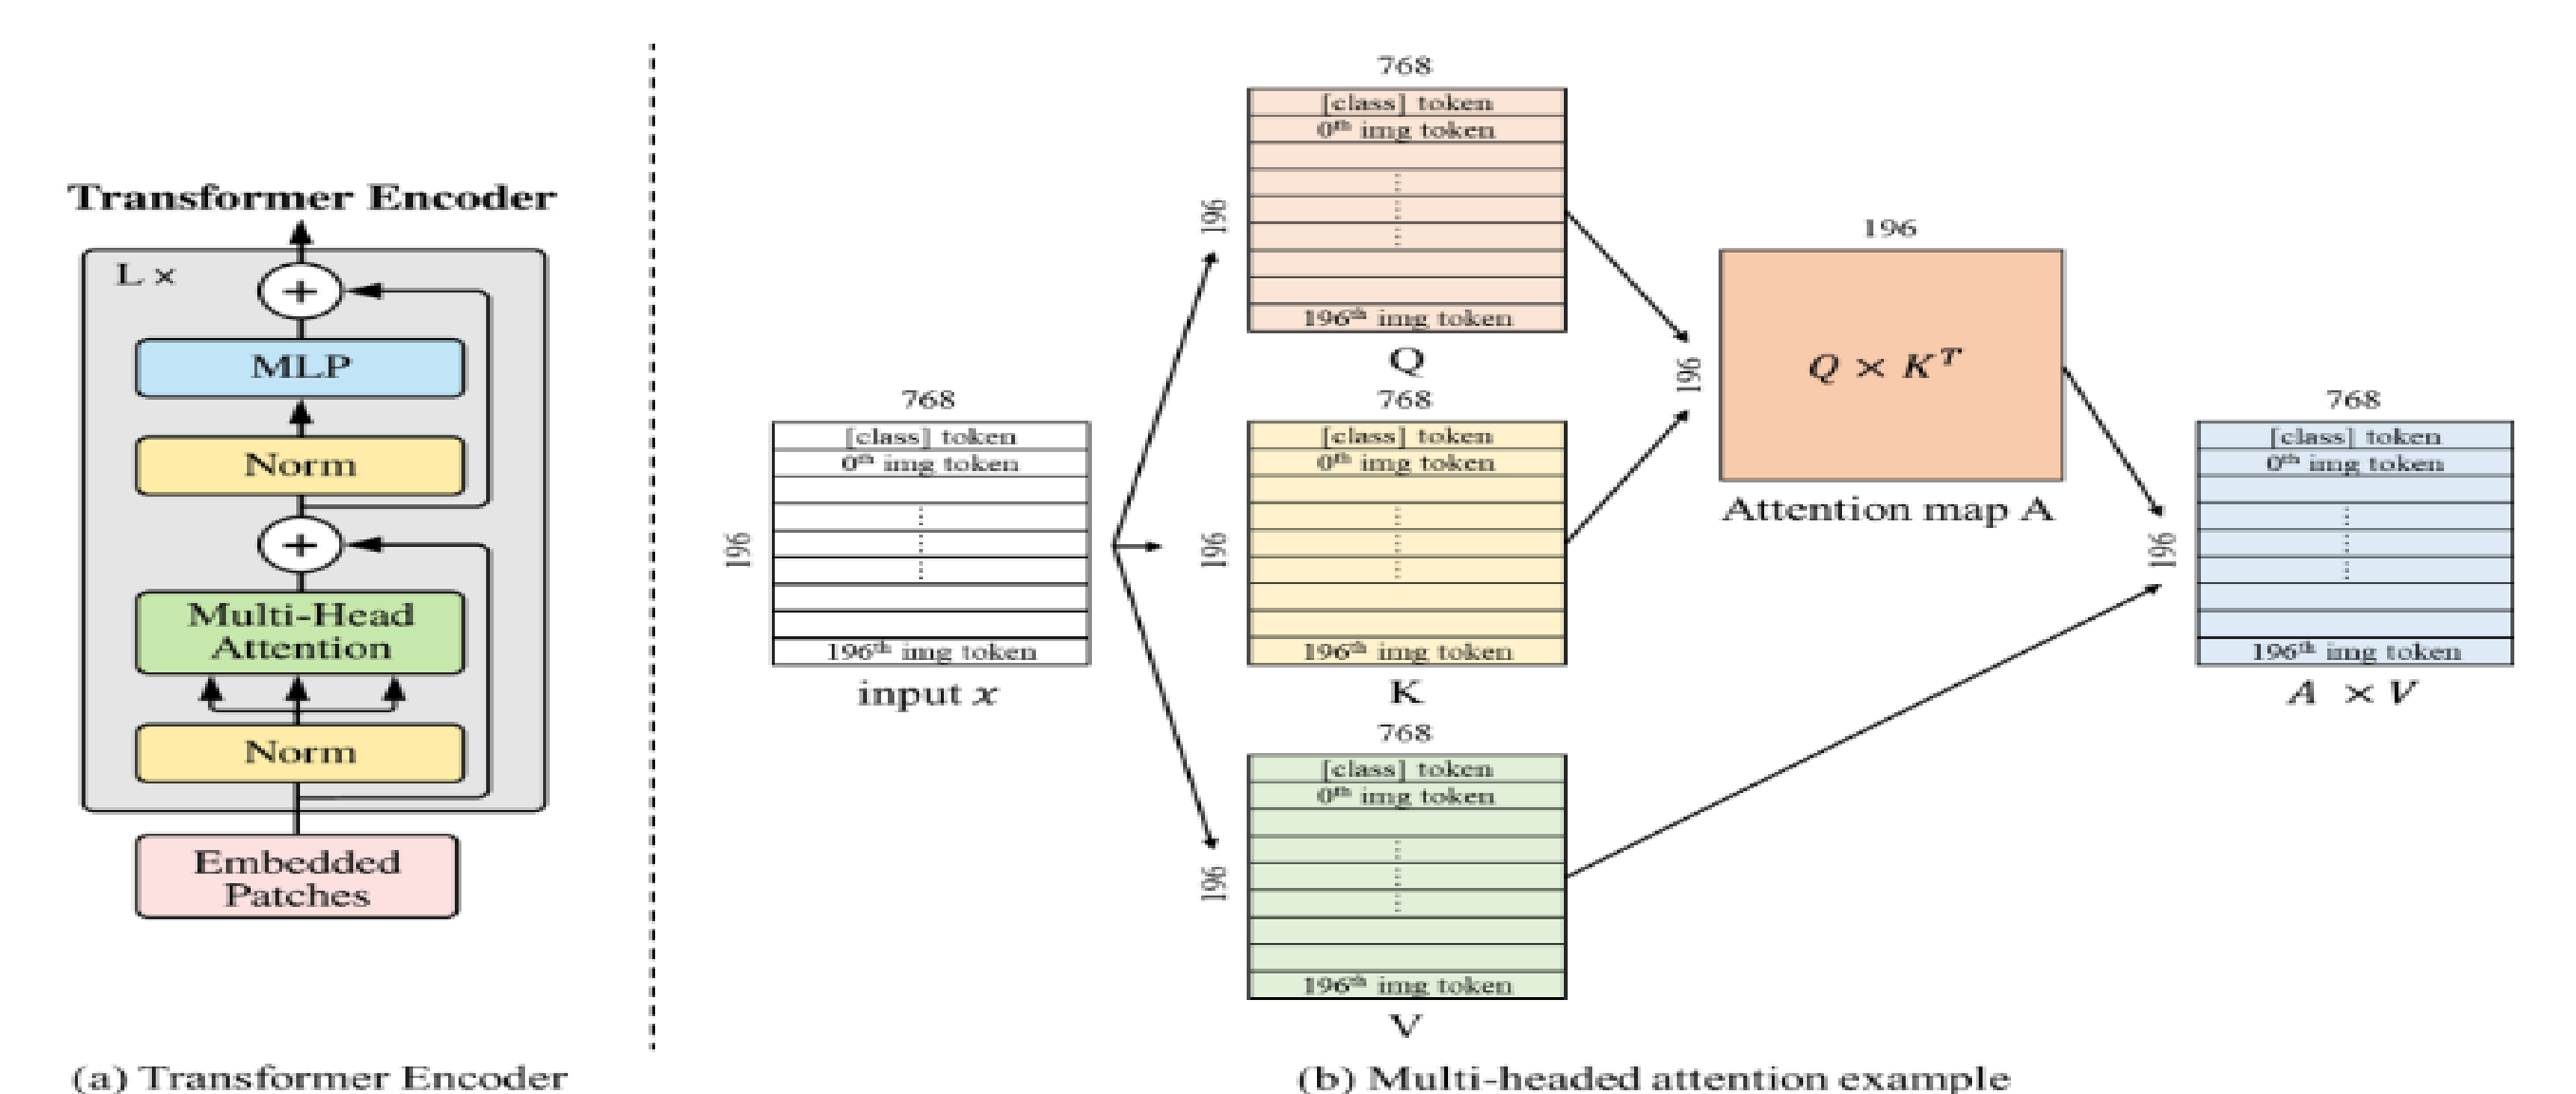 Transformer Encoder
L ×
+
MLP
Norm
+
Multi-Head
Attention
Norm
Embedded
Patches
(a) Transformer Encoder
768
196
[class] token
0th img token
196th img token
input x
768
196
[class] token
0th img token
196th img token
Q
768
196
[class] token
0th img token
196th img token
K
768
196
[class] token
0th img token
196th img token
V
196
196
Q × K^T
Attention map A
768
196
[class] token
0th img token
196th img token
A × V
(b) Multi-headed attention example